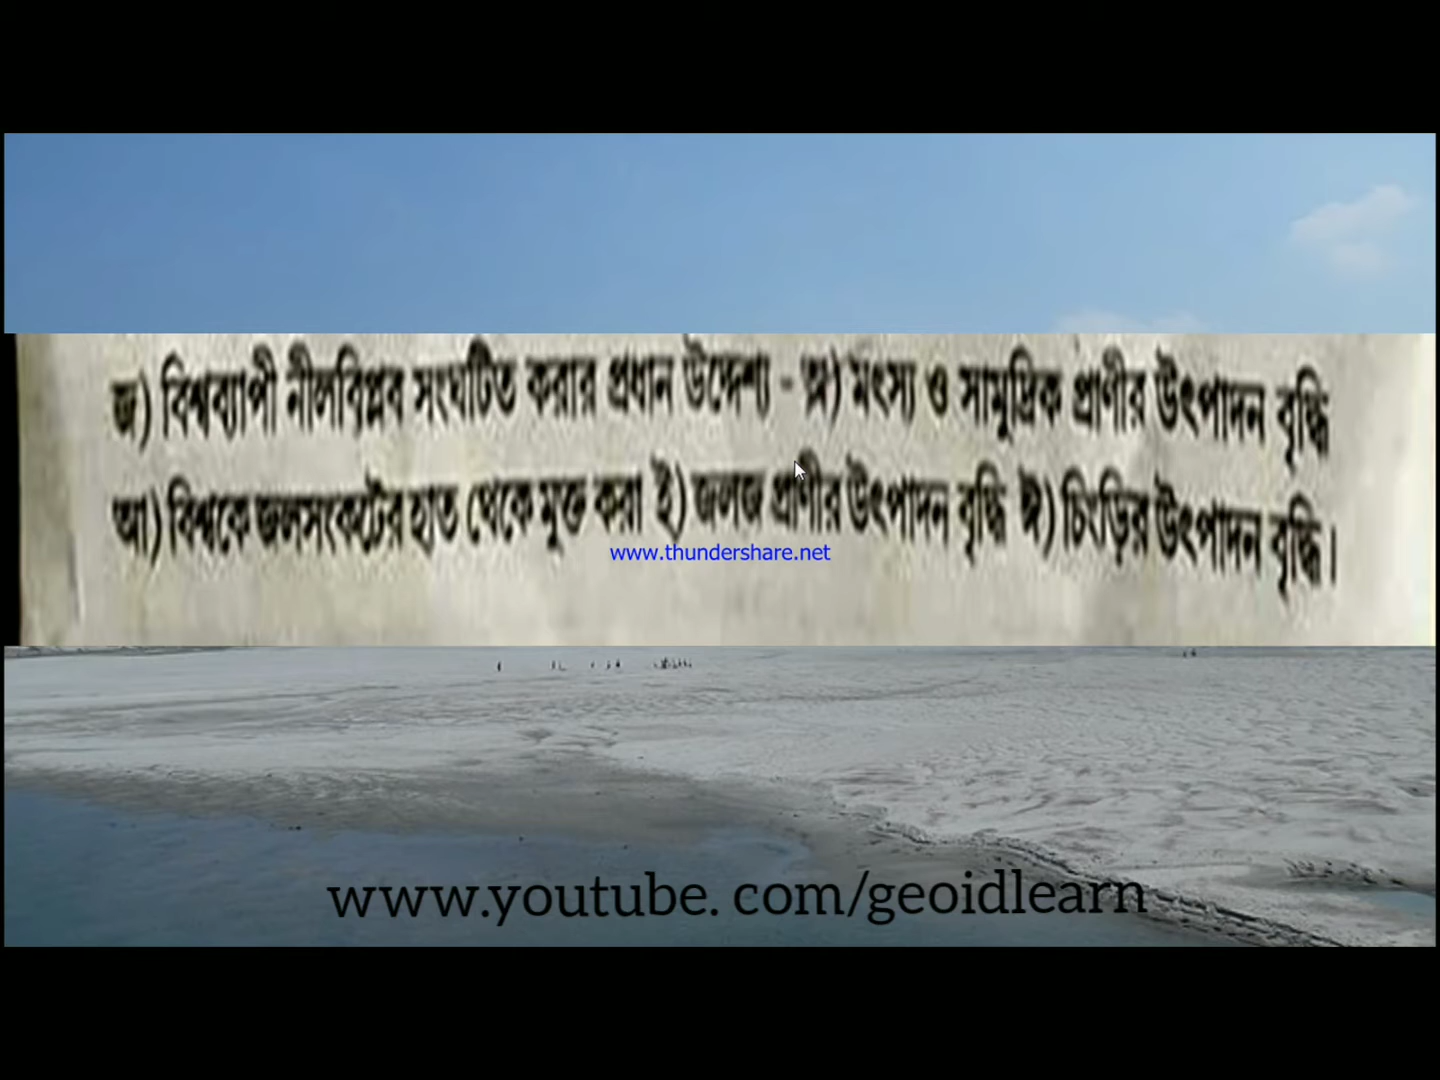 জ) বিশ্বব্যাপী নীলবিপ্লব সংঘটিত করার প্রধান উদ্দেশ্য - অ) মৎস্য ও সামুদ্রিক প্রাণীর উৎপাদন বৃদ্ধি
আ) বিশ্বকে জলসংকটের হাত থেকে মুক্ত করা ই) জলজ প্রাণীর উৎপাদন বৃদ্ধি ঈ) চিংড়ির উৎপাদন বৃদ্ধি।
www.thundershare.net
www.youtube. com/geoidlearn